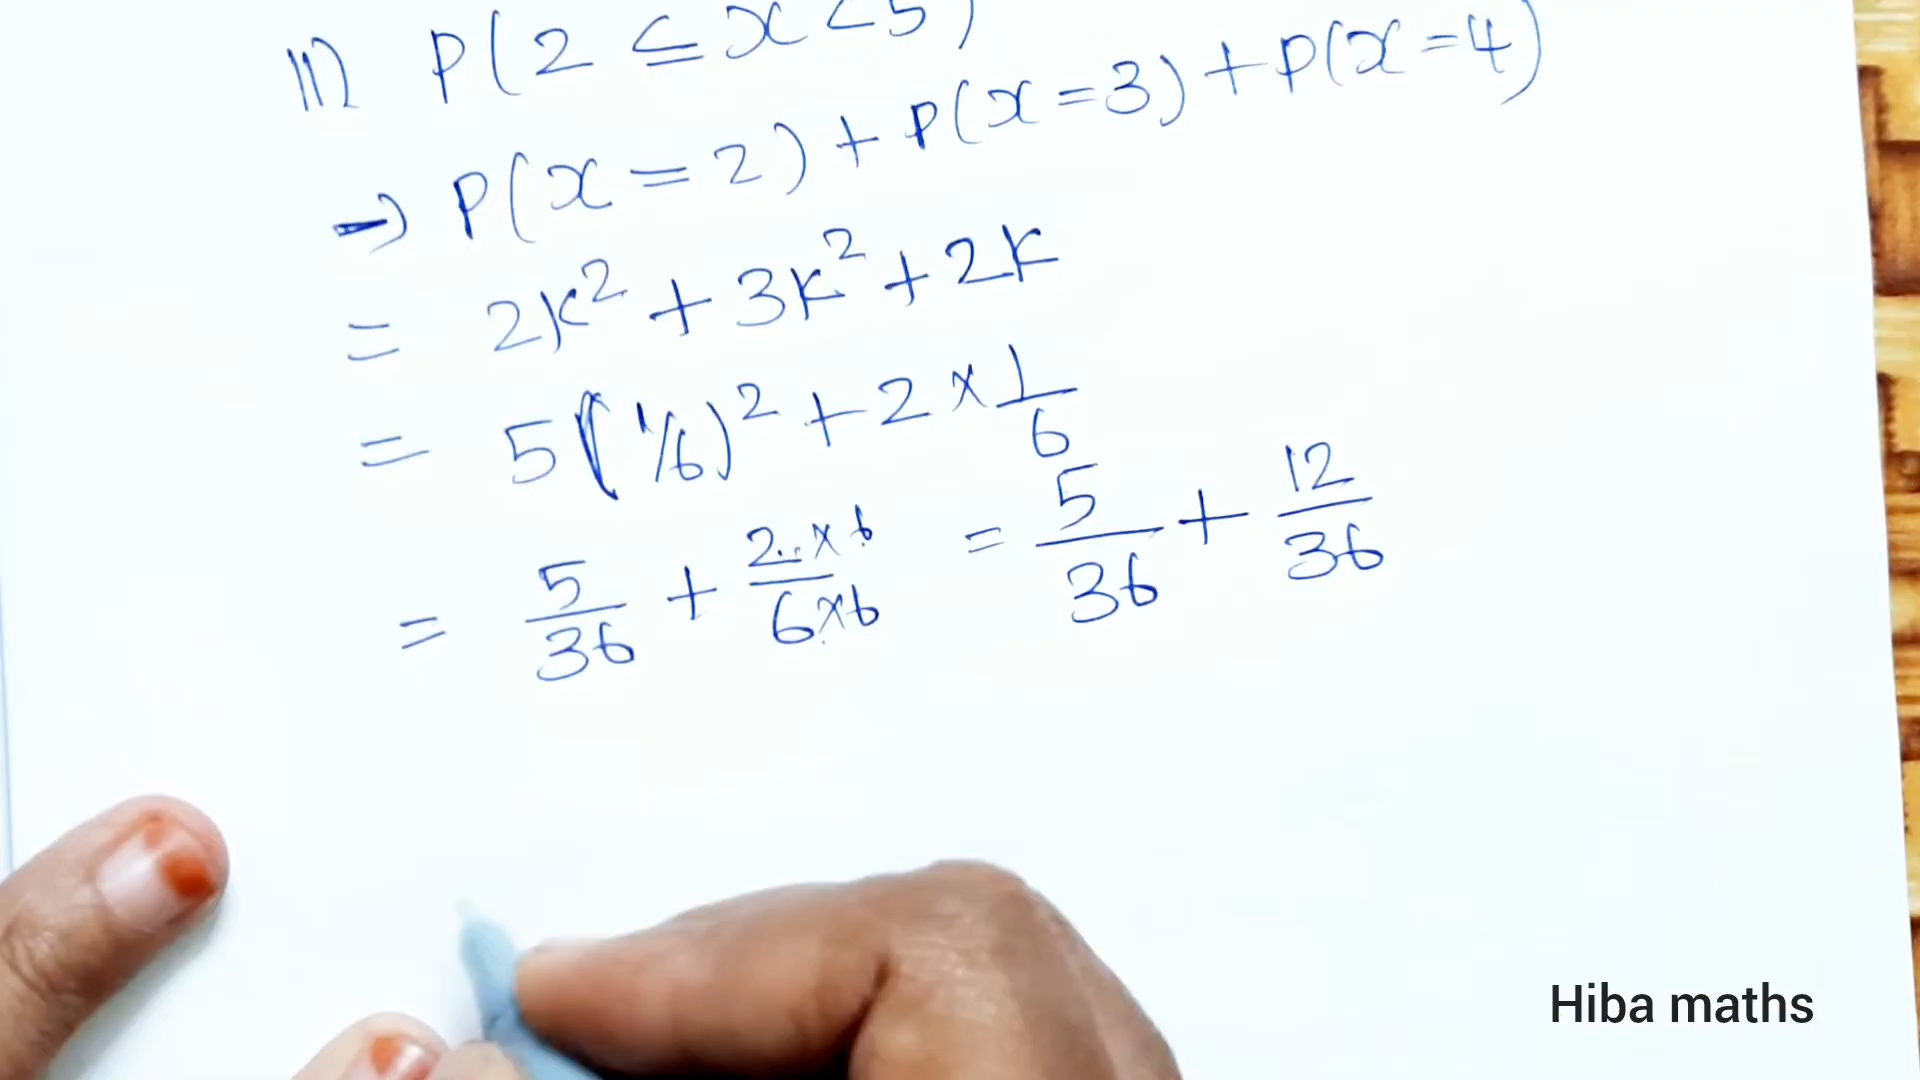 ii) P(2 ≤ x < 5)
→ P(x = 2) + P(x = 3) + P(x = 4)
= 2k² + 3k² + 2k
= 5(1/6)² + 2 × 1/6
= 5/36 + 2×6/6×6 = 5/36 + 12/36
Hiba maths